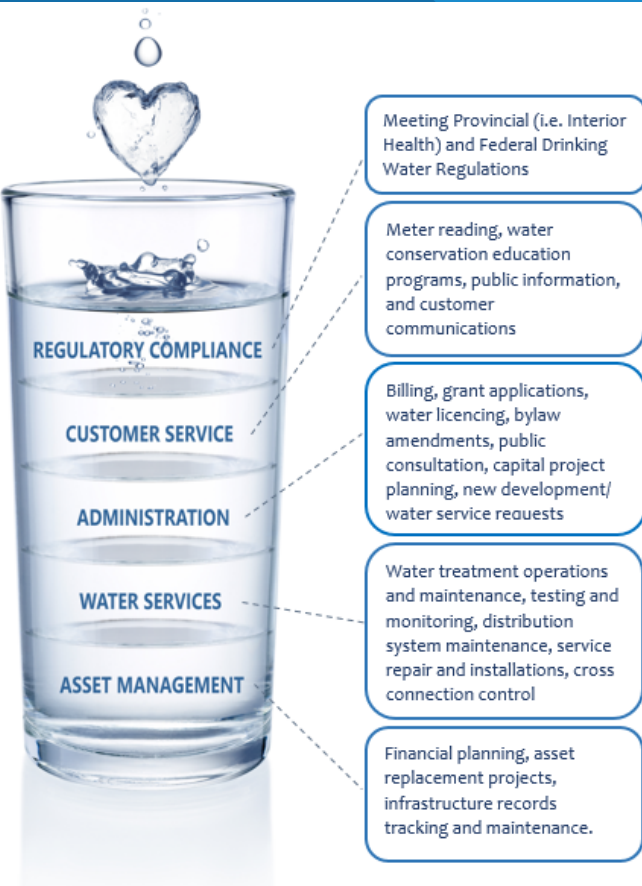 REGULATORY COMPLIANCE
CUSTOMER SERVICE
ADMINISTRATION
WATER SERVICES
ASSET MANAGEMENT
Meeting Provincial (i.e. Interior
Health) and Federal Drinking
Water Regulations
Meter reading, water
conservation education
programs, public information,
and customer
communications
Billing, grant applications,
water licencing, bylaw
amendments, public
consultation, capital project
planning, new development/
water service requests
Water treatment operations
and maintenance, testing and
monitoring, distribution
system maintenance, service
repair and installations, cross
connection control
Financial planning, asset
replacement projects,
infrastructure records
tracking and maintenance.